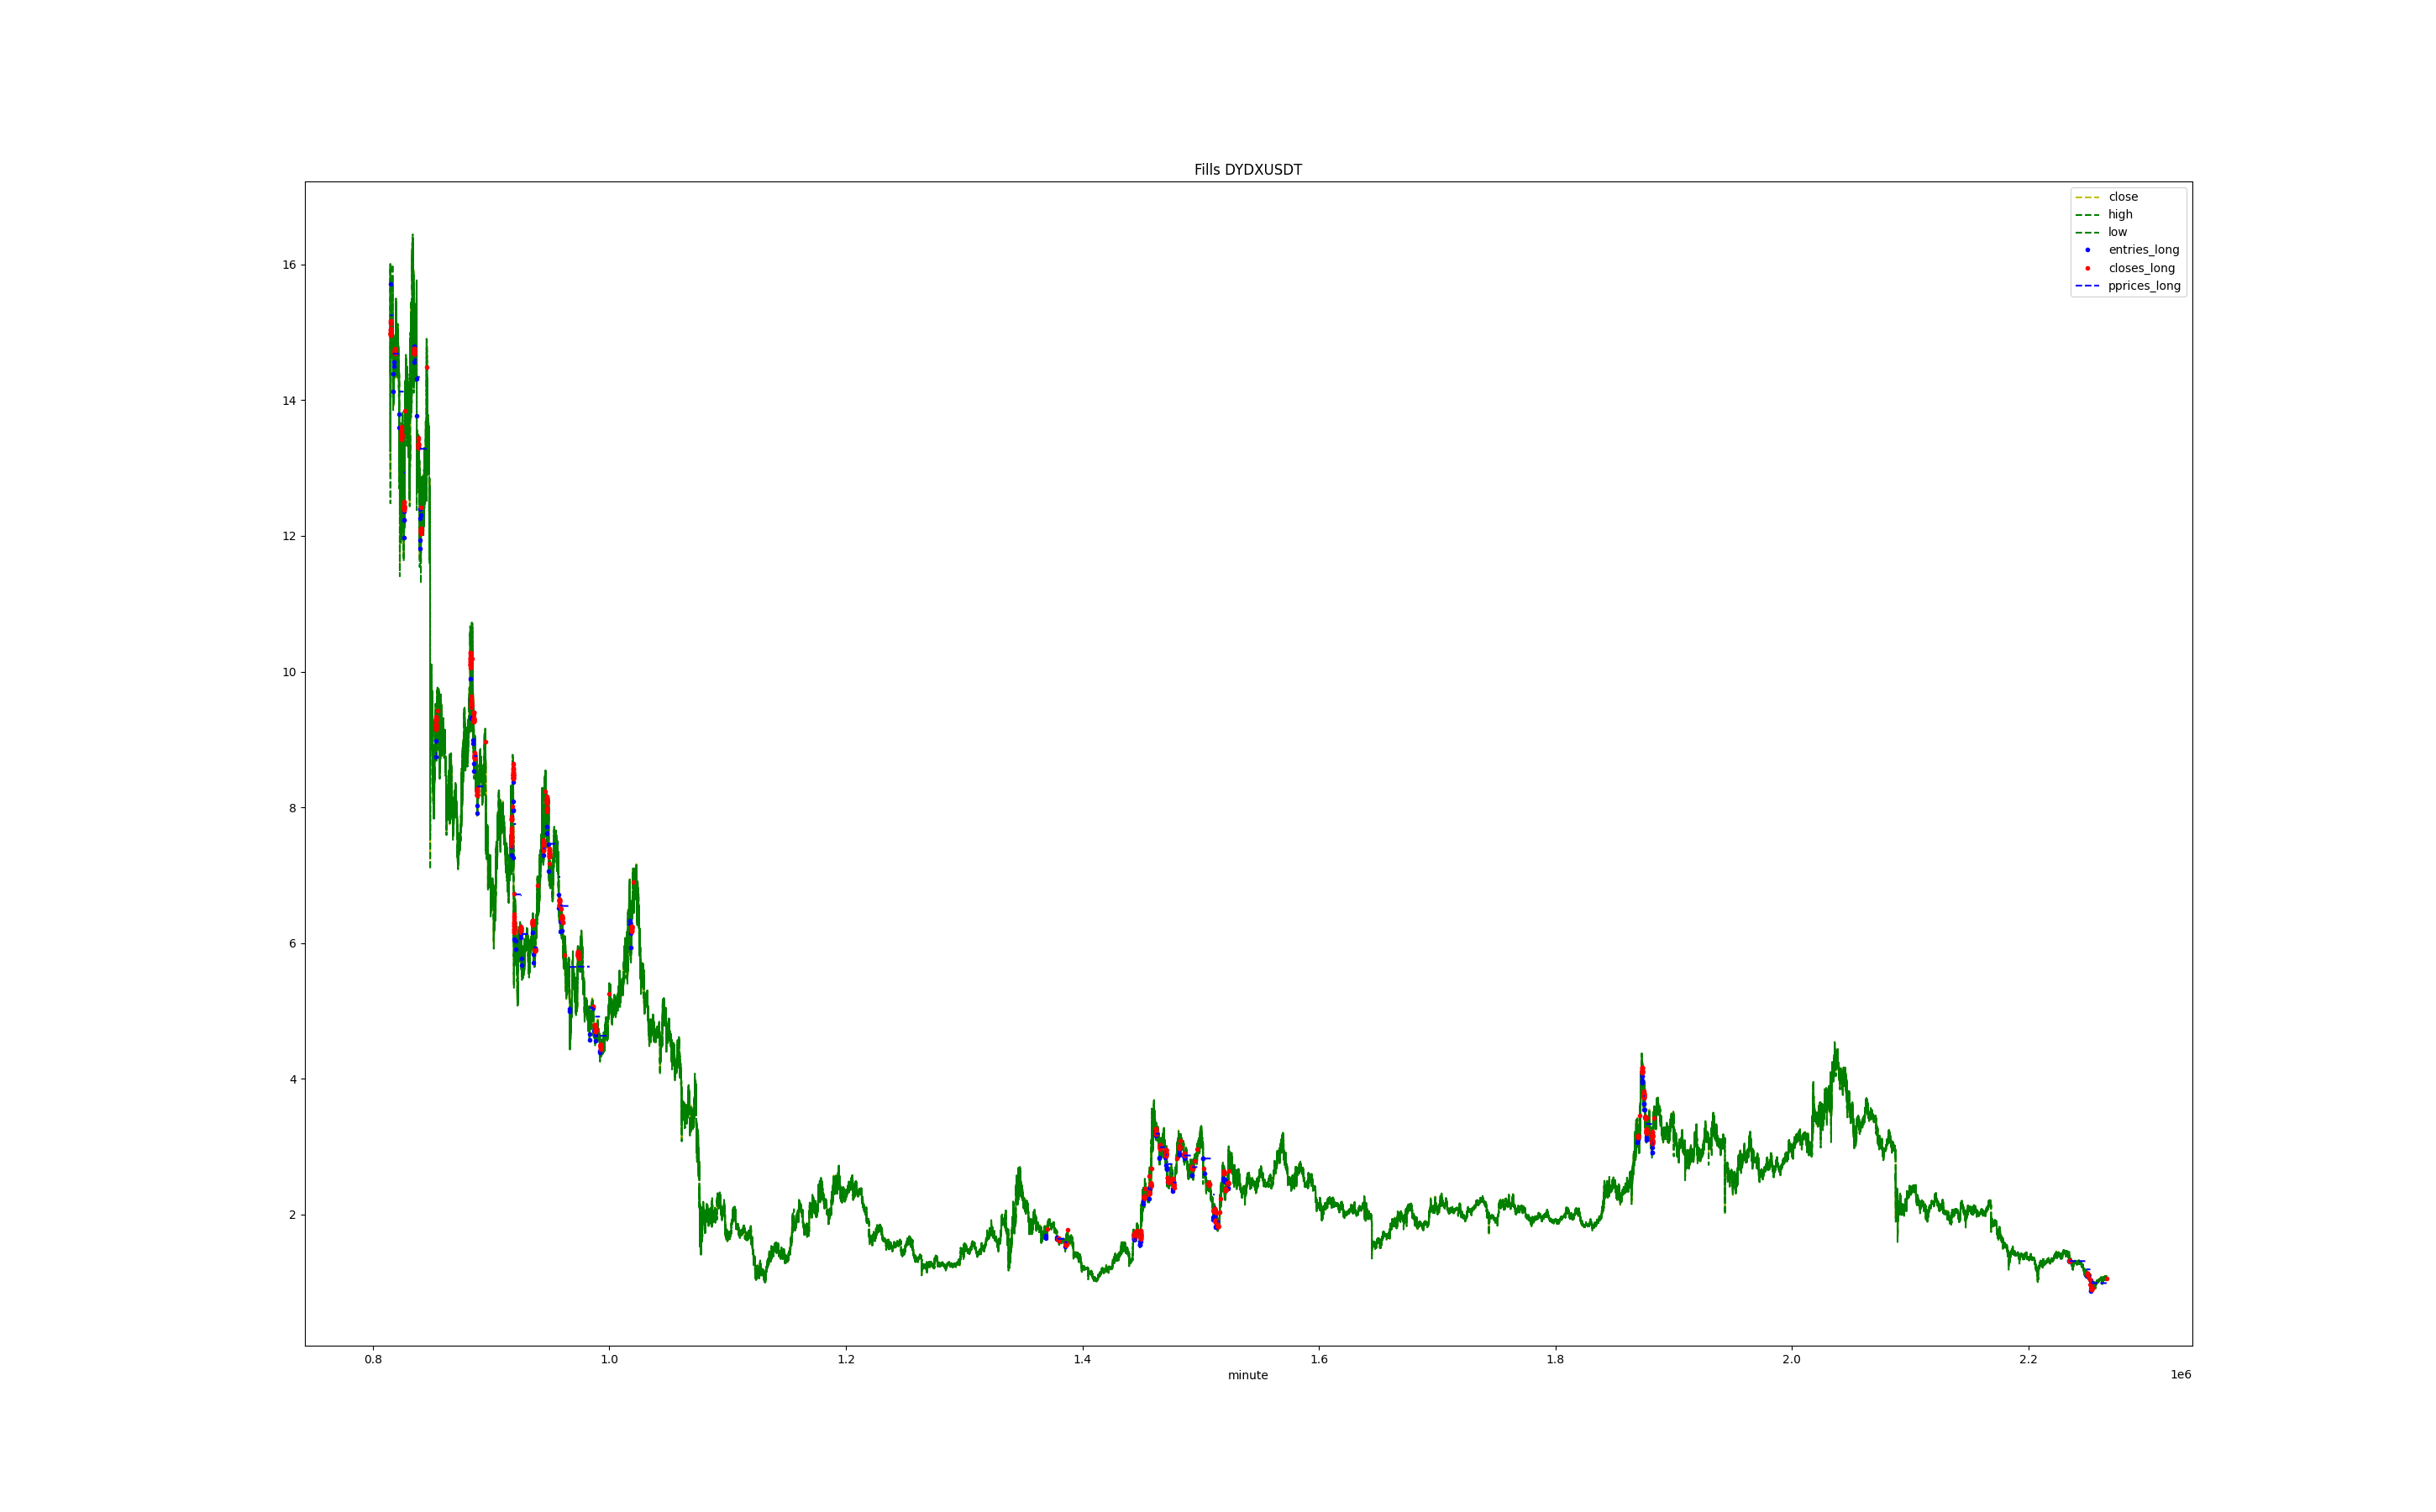 Fills DYDXUSDT
close
high
low
entries_long
closes_long
pprices_long
16
14
12
10
8
6
4
2
0.8 1.0 1.2 1.4 1.6 1.8 2.0 2.2
minute
1e6